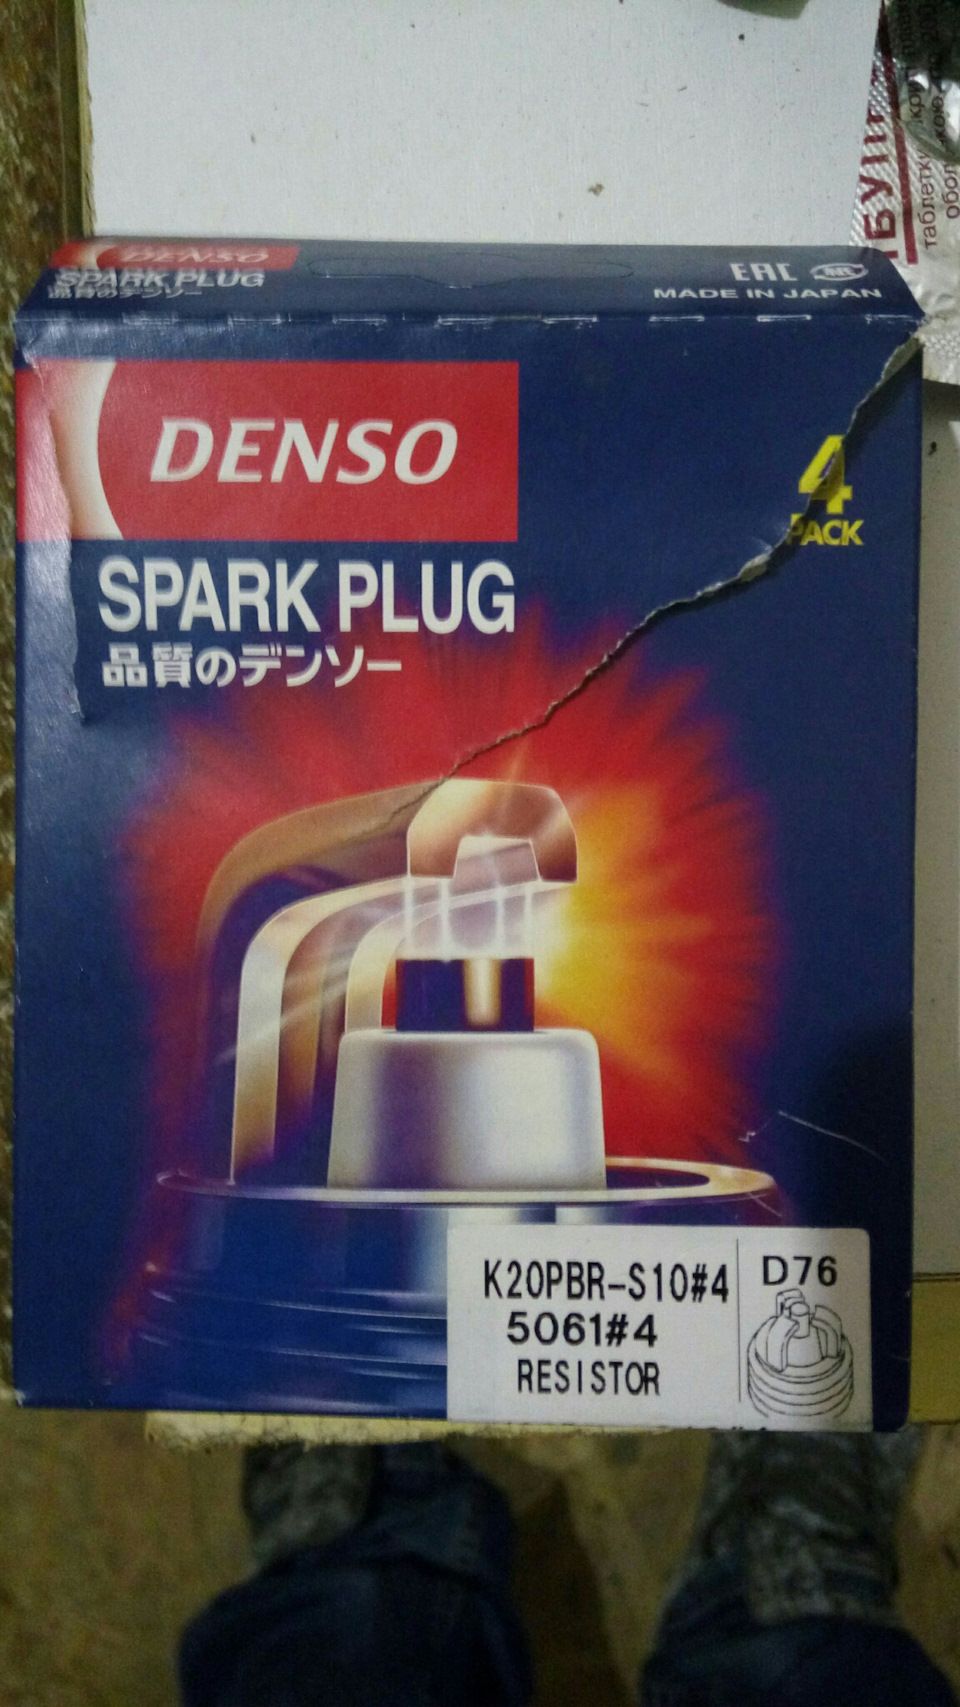 DENSO
SPARK PLUG
品質のデンソー
EAC
MADE IN JAPAN
DENSO
4
PACK
SPARK PLUG
品質のデンソー
K20PBR-S10#4
5061#4
RESISTOR
D76
таблетку